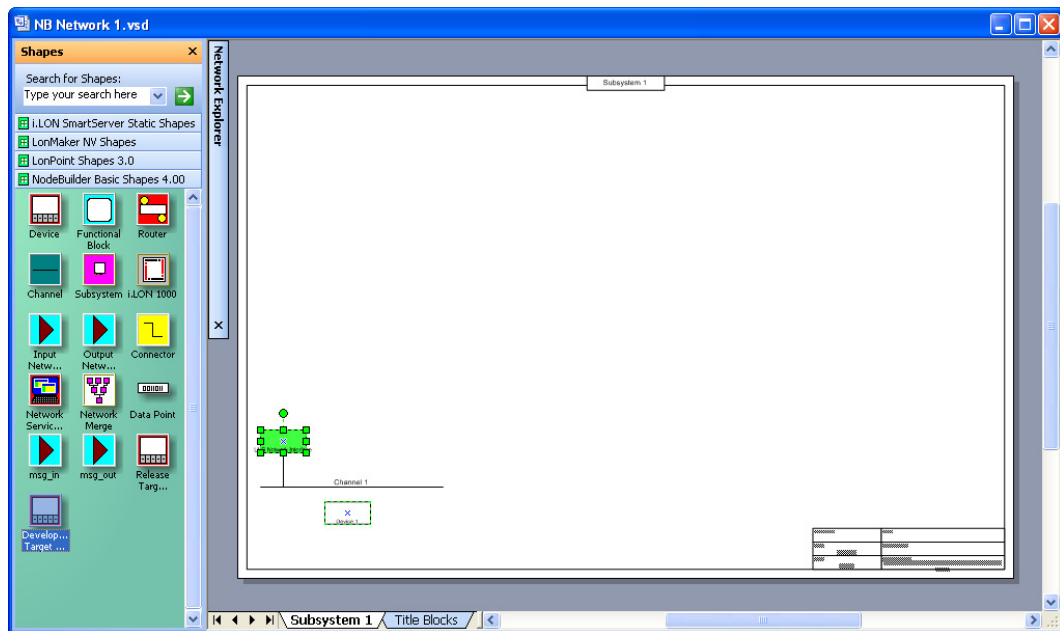 NB Network 1.vsd
Shapes
Search for Shapes:
Type your search here
i.LON SmartServer Static Shapes
LonMaker NV Shapes
LonPoint Shapes 3.0
NodeBuilder Basic Shapes 4.00
Device
Functional Block
Router
Channel
Subsystem
i.LON 1000
Input Netw...
Output Netw...
Connector
Network Servic...
Network Merge
Data Point
msg_in
msg_out
Release Targ...
Develop... Target ...
Network Explorer
Subsystem 1
Channel 1
Device 1
Subsystem 1
Title Blocks